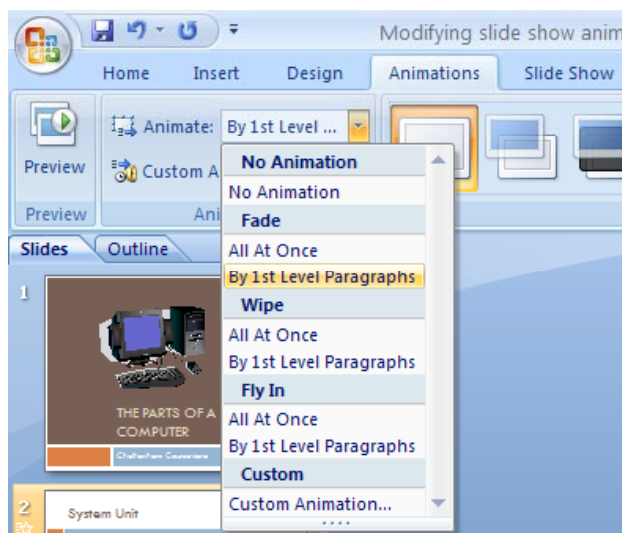 Modifying slide show anim
Home Insert Design Animations Slide Show
Preview
Animate: By 1st Level ...
Custom A
Preview
Ani
Slides Outline
No Animation
No Animation
Fade
All At Once
By 1st Level Paragraphs
Wipe
All At Once
By 1st Level Paragraphs
Fly In
All At Once
By 1st Level Paragraphs
Custom
Custom Animation...
1
THE PARTS OF A
COMPUTER
Cheltenham Courseware
2
System Unit